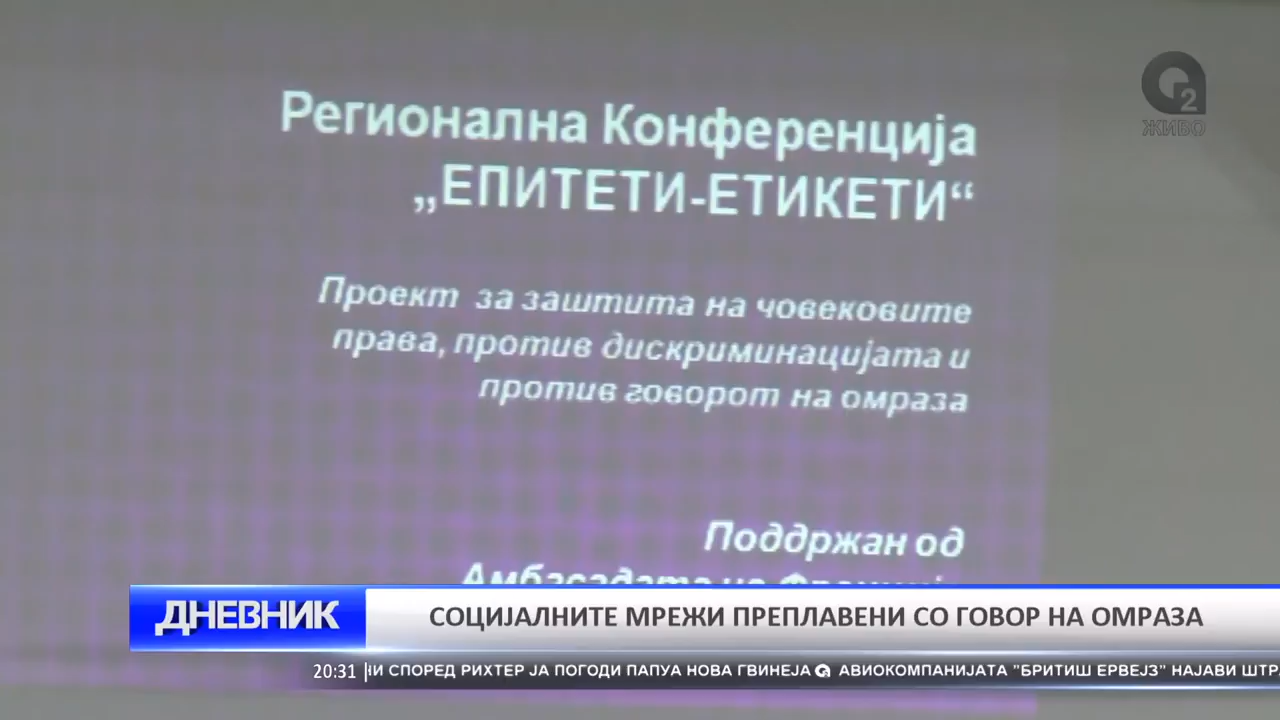 Регионална Конференција
„ЕПИТЕТИ-ЕТИКЕТИ“
Проект за заштита на човековите
права, против дискриминацијата и
против говорот на омраза
Поддржан од
2
ЖИВО
ДНЕВНИК
СОЦИЈАЛНИТЕ МРЕЖИ ПРЕПЛАВЕНИ СО ГОВОР НА ОМРАЗА
20:31
СПОРЕД РИХТЕР ЈА ПОГОДИ ПАПУА НОВА ГВИНЕЈА АВИОКОМПАНИЈАТА "БРИТИШ ЕРВЕЈЗ" НАЈАВИ